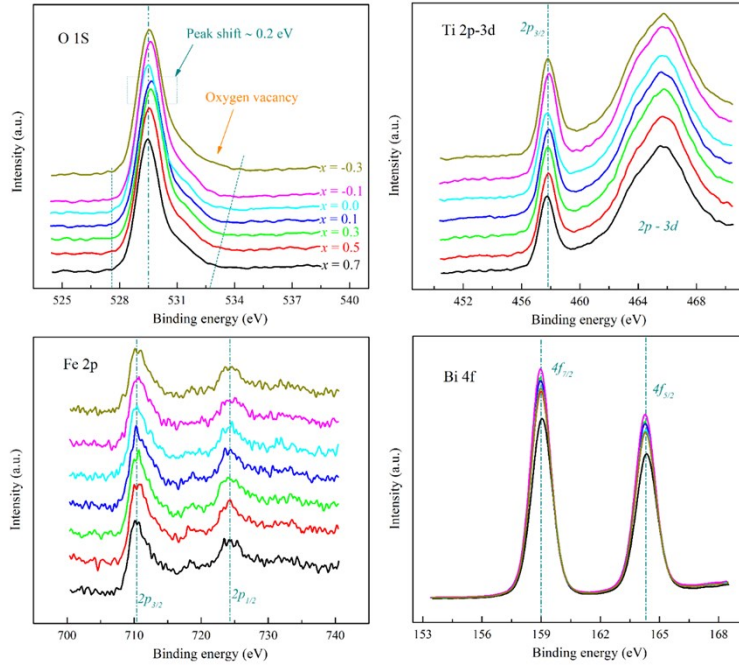 O 1S
Peak shift ~ 0.2 eV
Oxygen vacancy
x = -0.3
x = -0.1
x = 0.0
x = 0.1
x = 0.3
x = 0.5
x = 0.7
Intensity (a.u.)
525 528 531 534 537 540
Binding energy (eV)
Ti 2p-3d
2p3/2
2p - 3d
Intensity (a.u.)
452 456 460 464 468
Binding energy (eV)
Fe 2p
2p3/2
2p1/2
Intensity (a.u.)
700 710 720 730 740
Binding energy (eV)
Bi 4f
4f7/2
4f5/2
Intensity (a.u.)
153 156 159 162 165 168
Binding energy (eV)